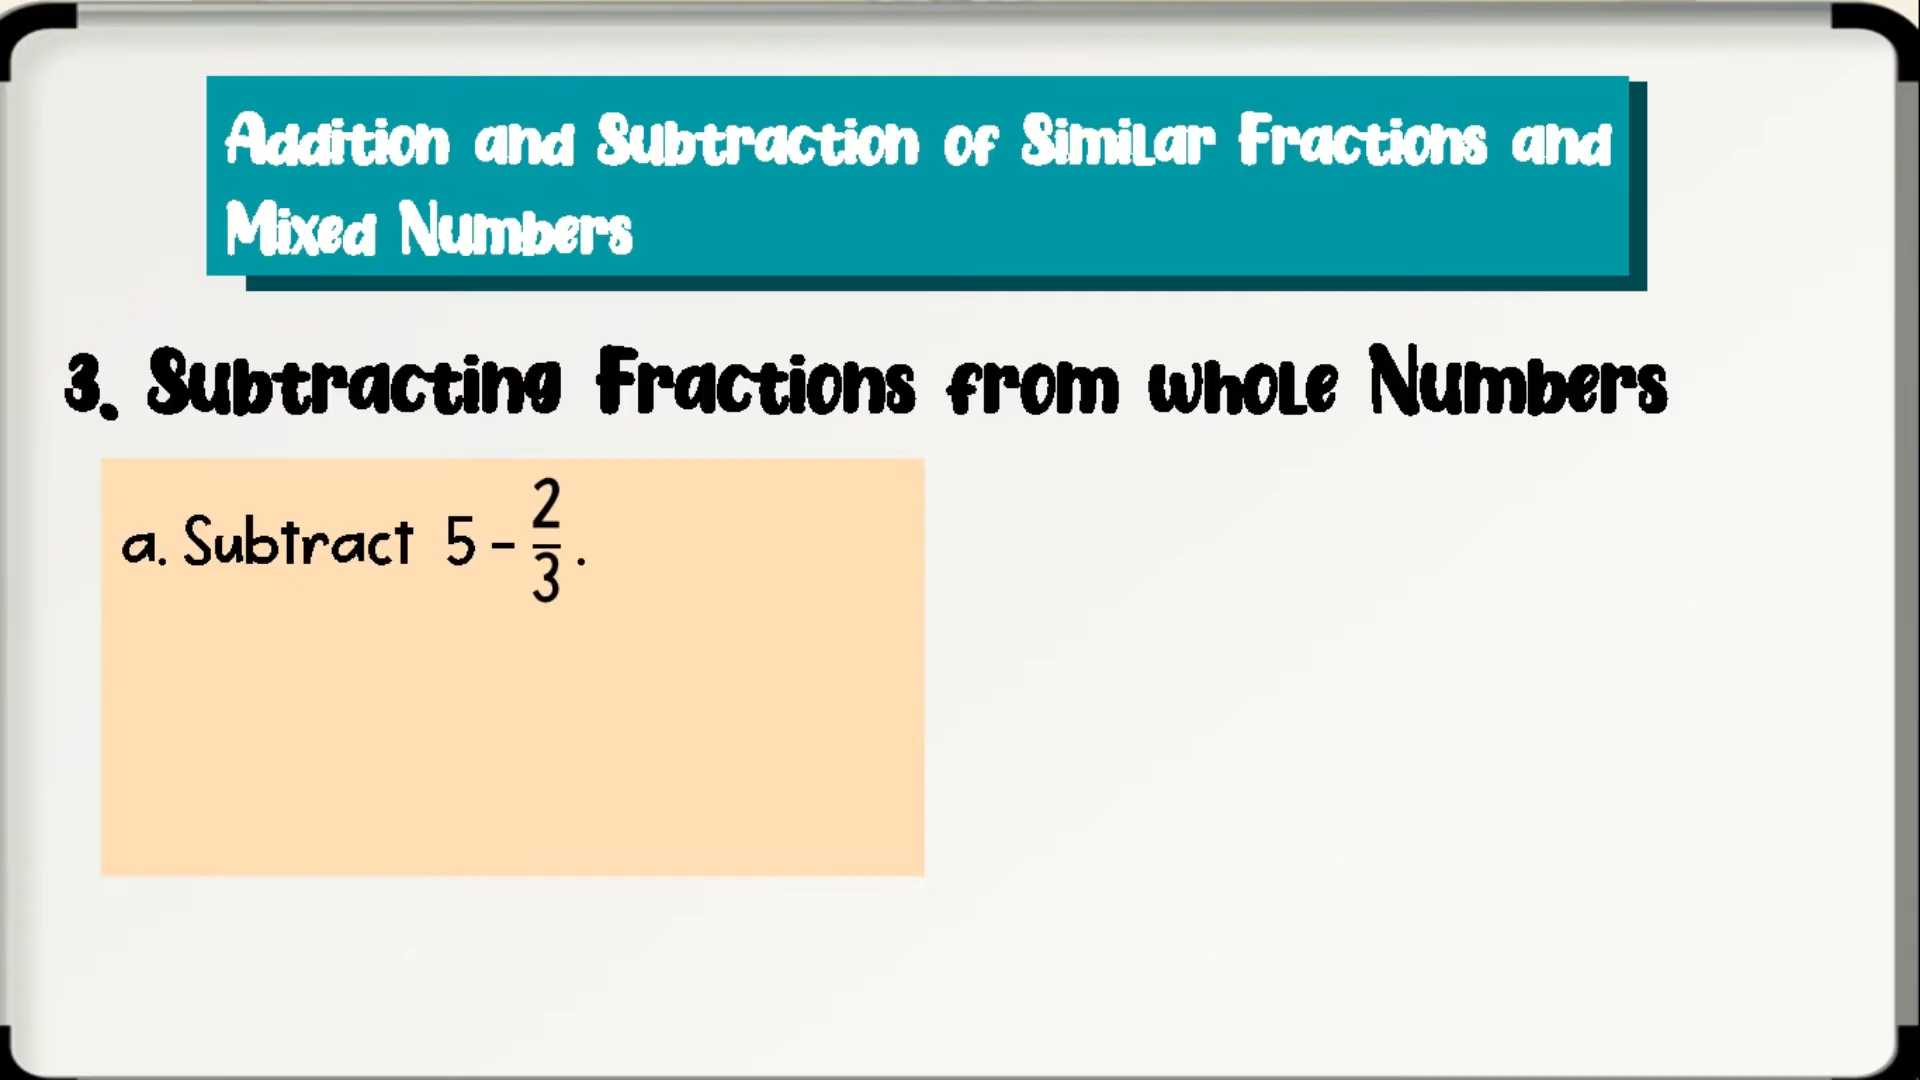 Addition and Subtraction of Similar Fractions and
Mixed Numbers
3. Subtracting Fractions from whole Numbers
a. Subtract 5 - 2/3 .